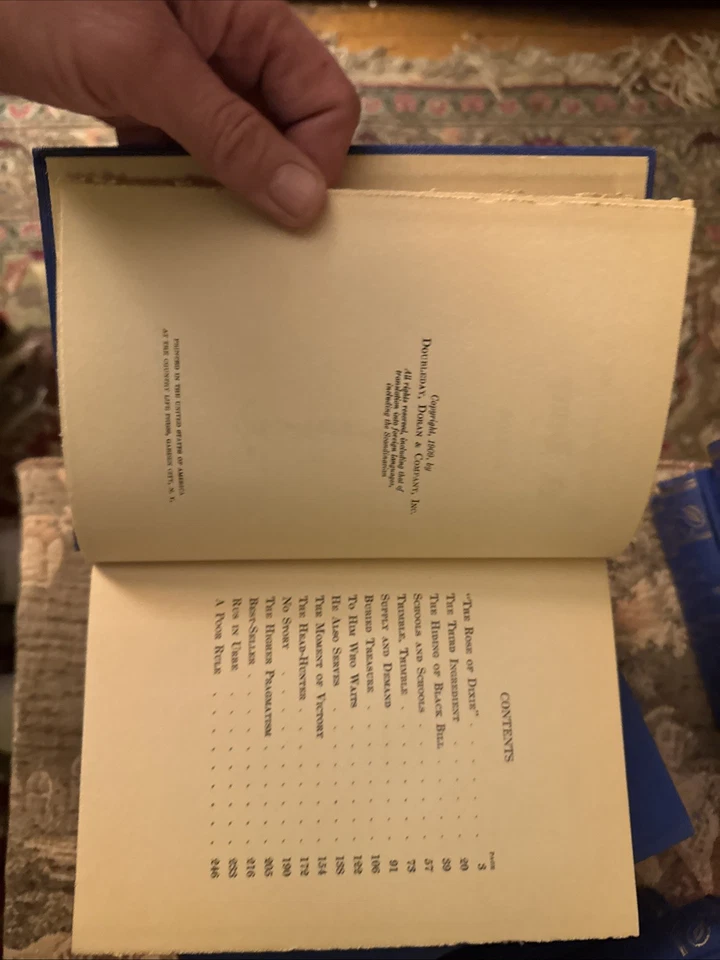 Copyright, 1909, by
DOUBLEDAY, DORAN & COMPANY, INC.
All rights reserved, including that of
translation into foreign languages,
including the Scandinavian
PRINTED IN THE UNITED STATES OF AMERICA
AT THE COUNTRY LIFE PRESS, GARDEN CITY, N. Y.
CONTENTS
PAGE
"THE ROSE OF DIXIE" . . . . . . . 3
THE THIRD INGREDIENT . . . . . . 20
THE HIDING OF BLACK BILL . . . . . 39
SCHOOLS AND SCHOOLS . . . . . . 57
THIMBLE, THIMBLE . . . . . . . 73
SUPPLY AND DEMAND . . . . . . . 91
BURIED TREASURE . . . . . . . 106
TO HIM WHO WAITS . . . . . . . 122
HE ALSO SERVES . . . . . . . 138
THE MOMENT OF VICTORY . . . . . 154
THE HEAD-HUNTER . . . . . . . 172
NO STORY . . . . . . . . 190
THE HIGHER PRAGMATISM . . . . . 205
BEST-SELLER . . . . . . . . 216
RUS IN URBE . . . . . . . . 233
A POOR RULE . . . . . . . . 246